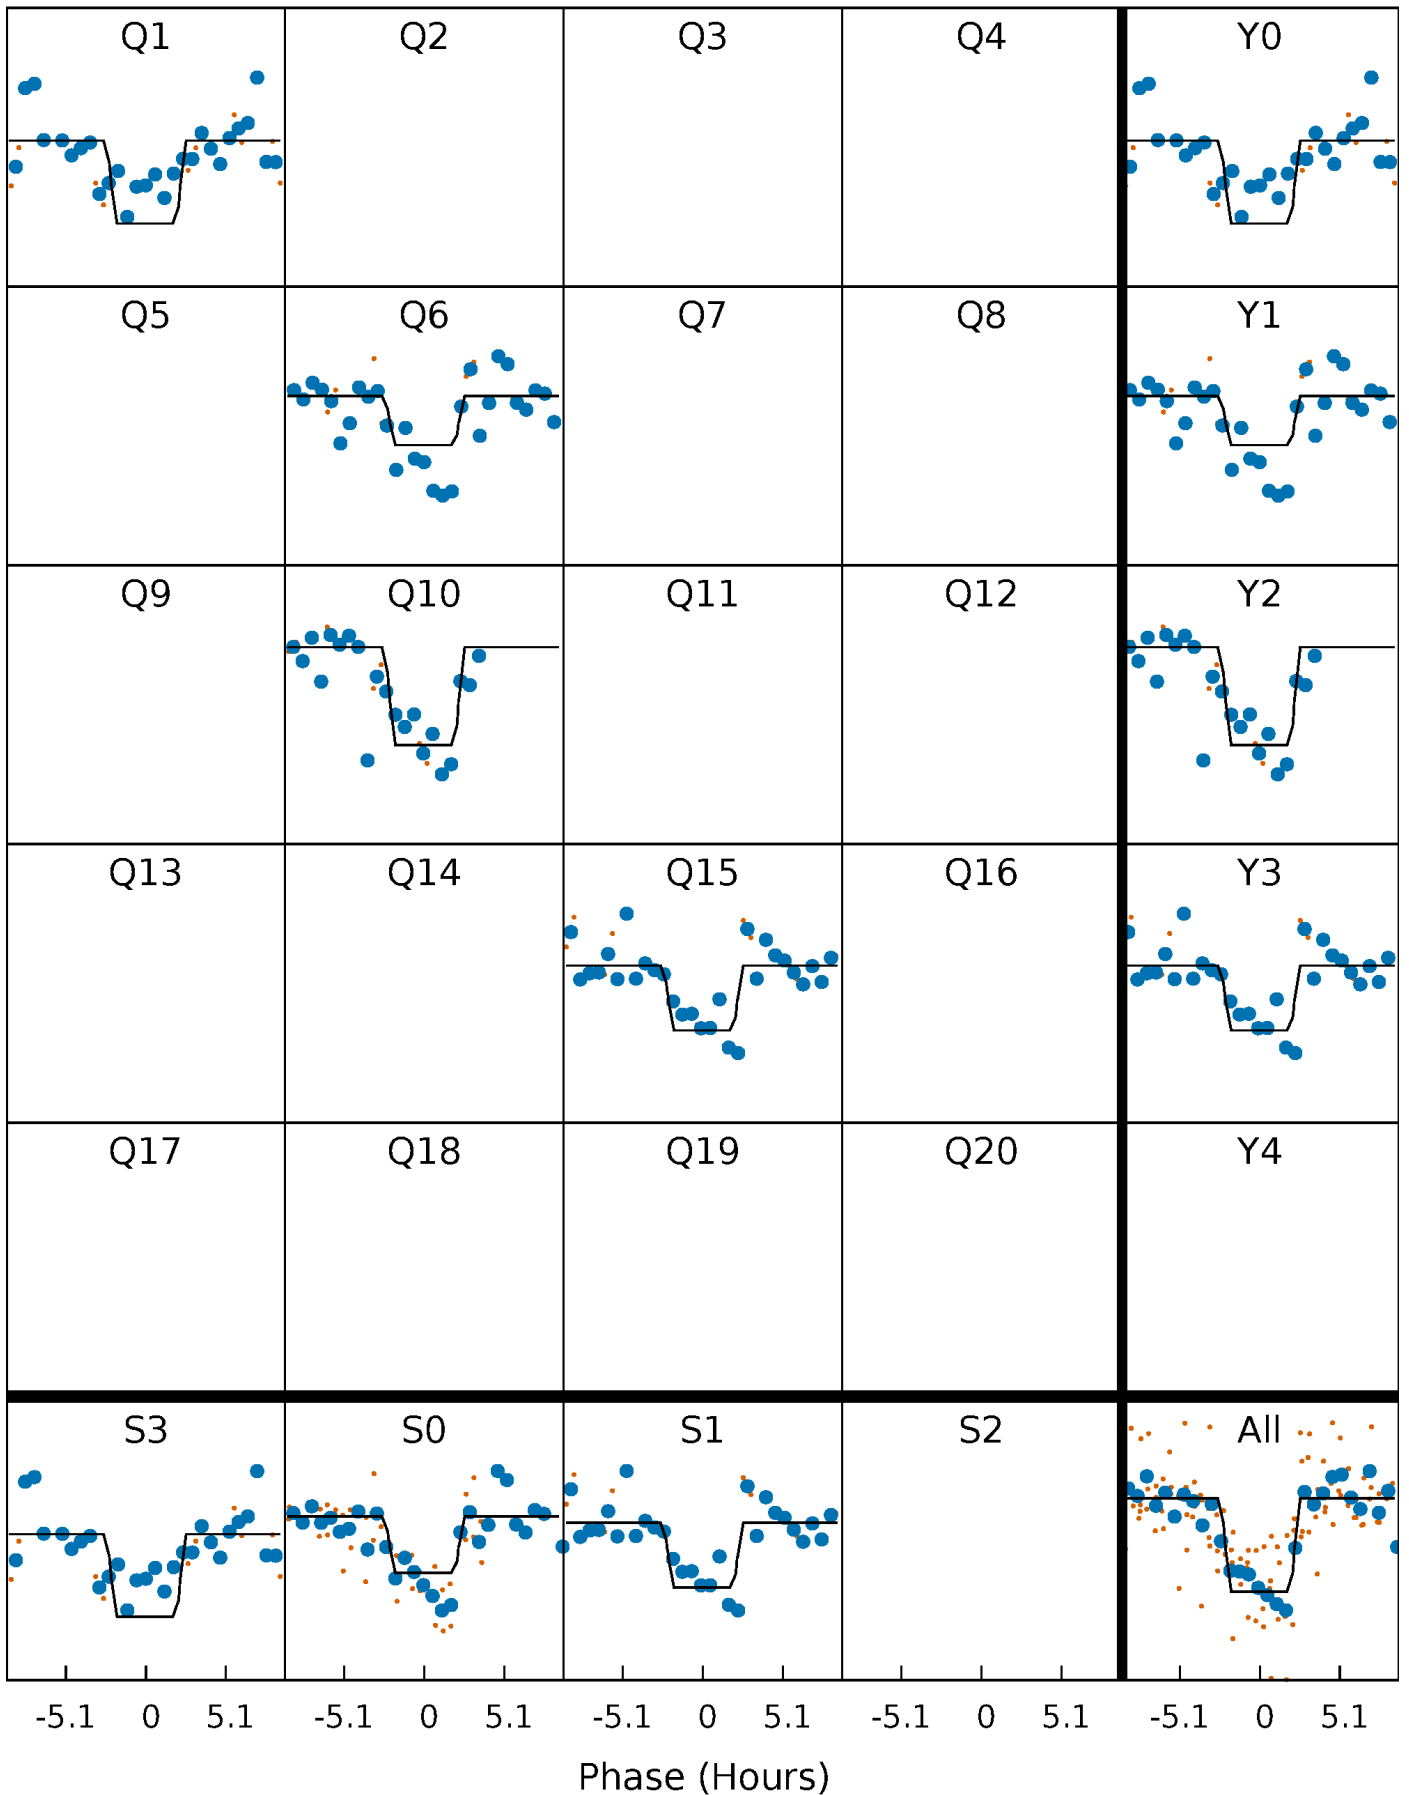 Q1 Q2 Q3 Q4 Y0
Q5 Q6 Q7 Q8 Y1
Q9 Q10 Q11 Q12 Y2
Q13 Q14 Q15 Q16 Y3
Q17 Q18 Q19 Q20 Y4
S3 S0 S1 S2 All
-5.1 0 5.1 -5.1 0 5.1 -5.1 0 5.1 -5.1 0 5.1 -5.1 0 5.1
Phase (Hours)